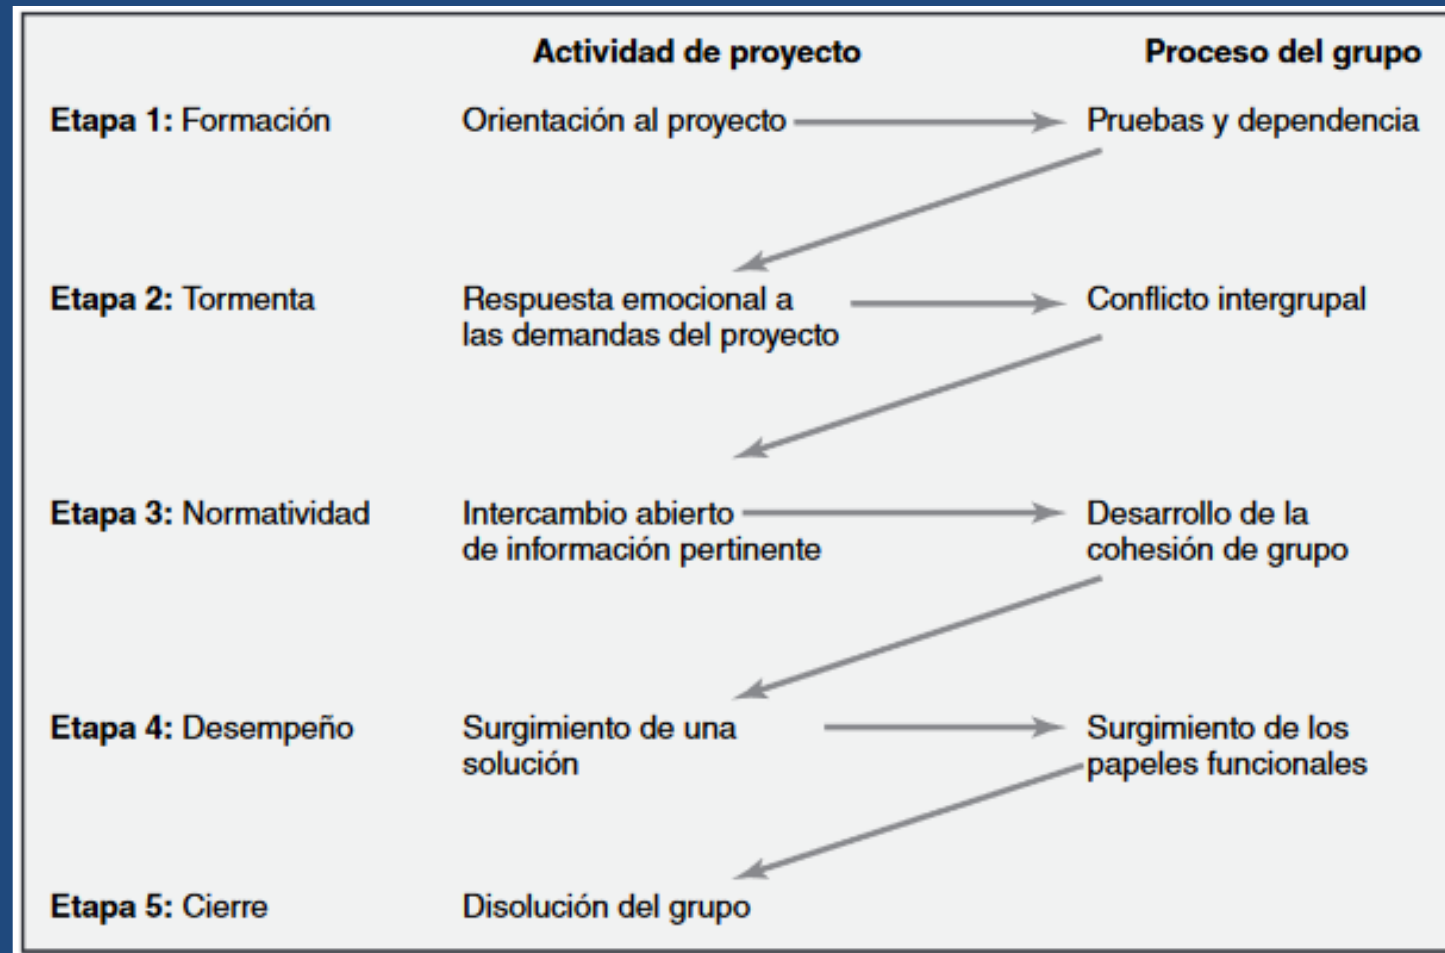 Actividad de proyecto Proceso del grupo
Etapa 1: Formación Orientación al proyecto Pruebas y dependencia
Etapa 2: Tormenta Respuesta emocional a Conflicto intergrupal
las demandas del proyecto
Etapa 3: Normatividad Intercambio abierto Desarrollo de la
de información pertinente cohesión de grupo
Etapa 4: Desempeño Surgimiento de una Surgimiento de los
solución papeles funcionales
Etapa 5: Cierre Disolución del grupo